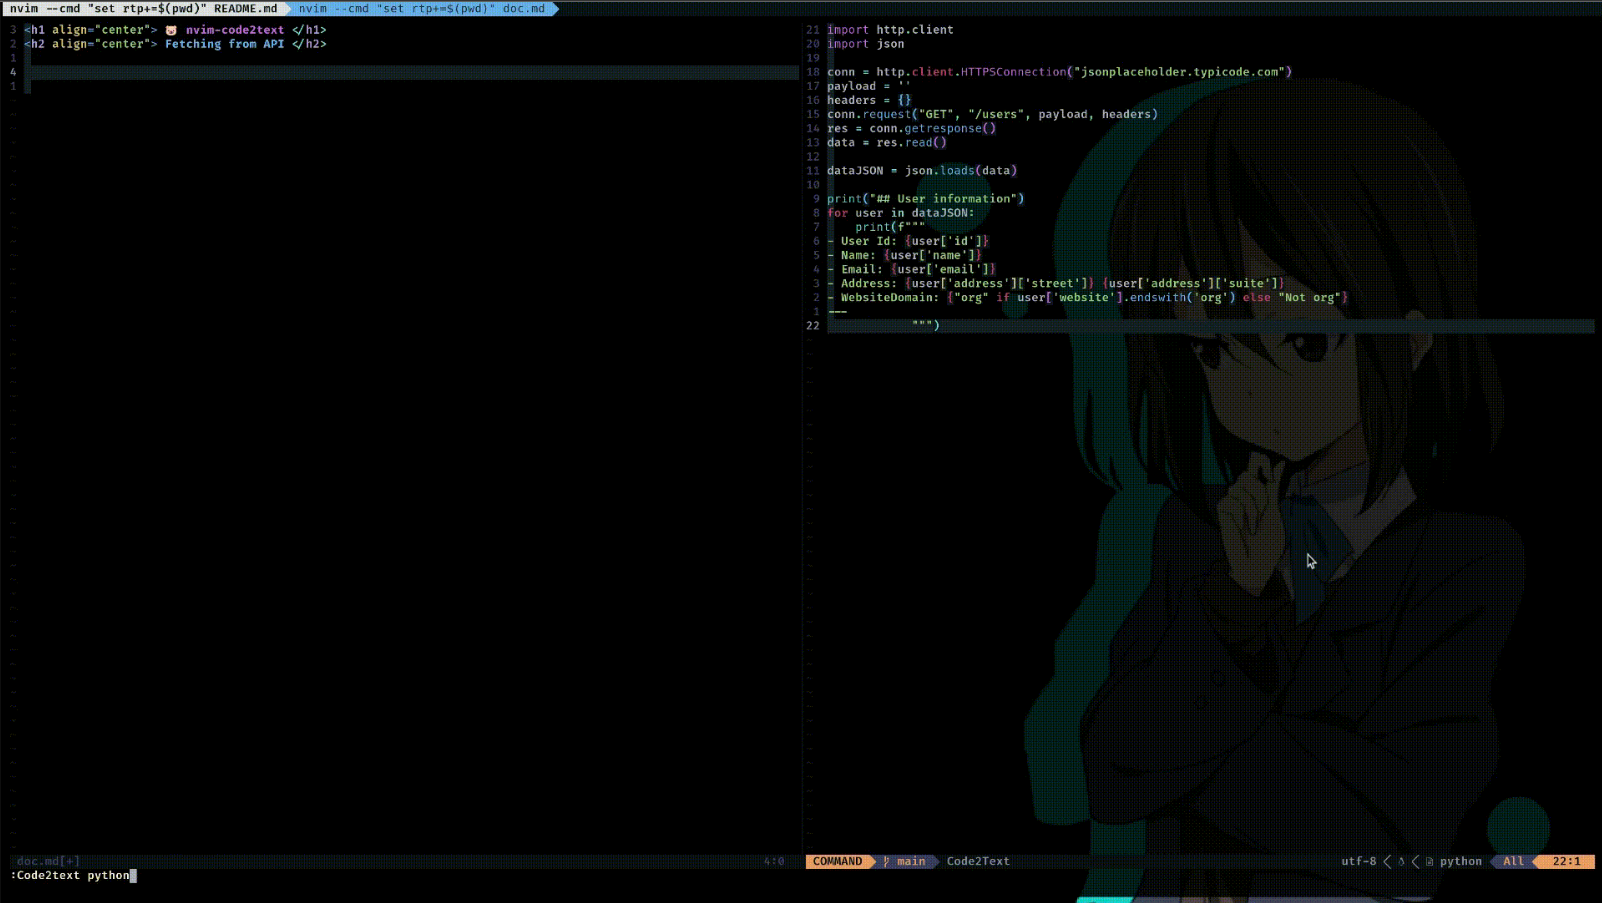 nvim --cmd "set rtp+=$(pwd)" README.md nvim --cmd "set rtp+=$(pwd)" doc.md
3 <h1 align="center"> 🐷 nvim-code2text </h1>
2 <h2 align="center"> Fetching from API </h2>
1
4
1
21 import http.client
20 import json
19
18 conn = http.client.HTTPSConnection("jsonplaceholder.typicode.com")
17 payload = ''
16 headers = {}
15 conn.request("GET", "/users", payload, headers)
14 res = conn.getresponse()
13 data = res.read()
12
11 dataJSON = json.loads(data)
10
9 print("## User information")
8 for user in dataJSON:
7     print(f"""
6 - User Id: {user['id']}
5 - Name: {user['name']}
4 - Email: {user['email']}
3 - Address: {user['address']['street']} {user['address']['suite']}
2 - WebsiteDomain: {"org" if user['website'].endswith('org') else "Not org"}
1 ---
22             """)
doc.md[+] 4:0
COMMAND main Code2Text utf-8 python All 22:1
:Code2text python